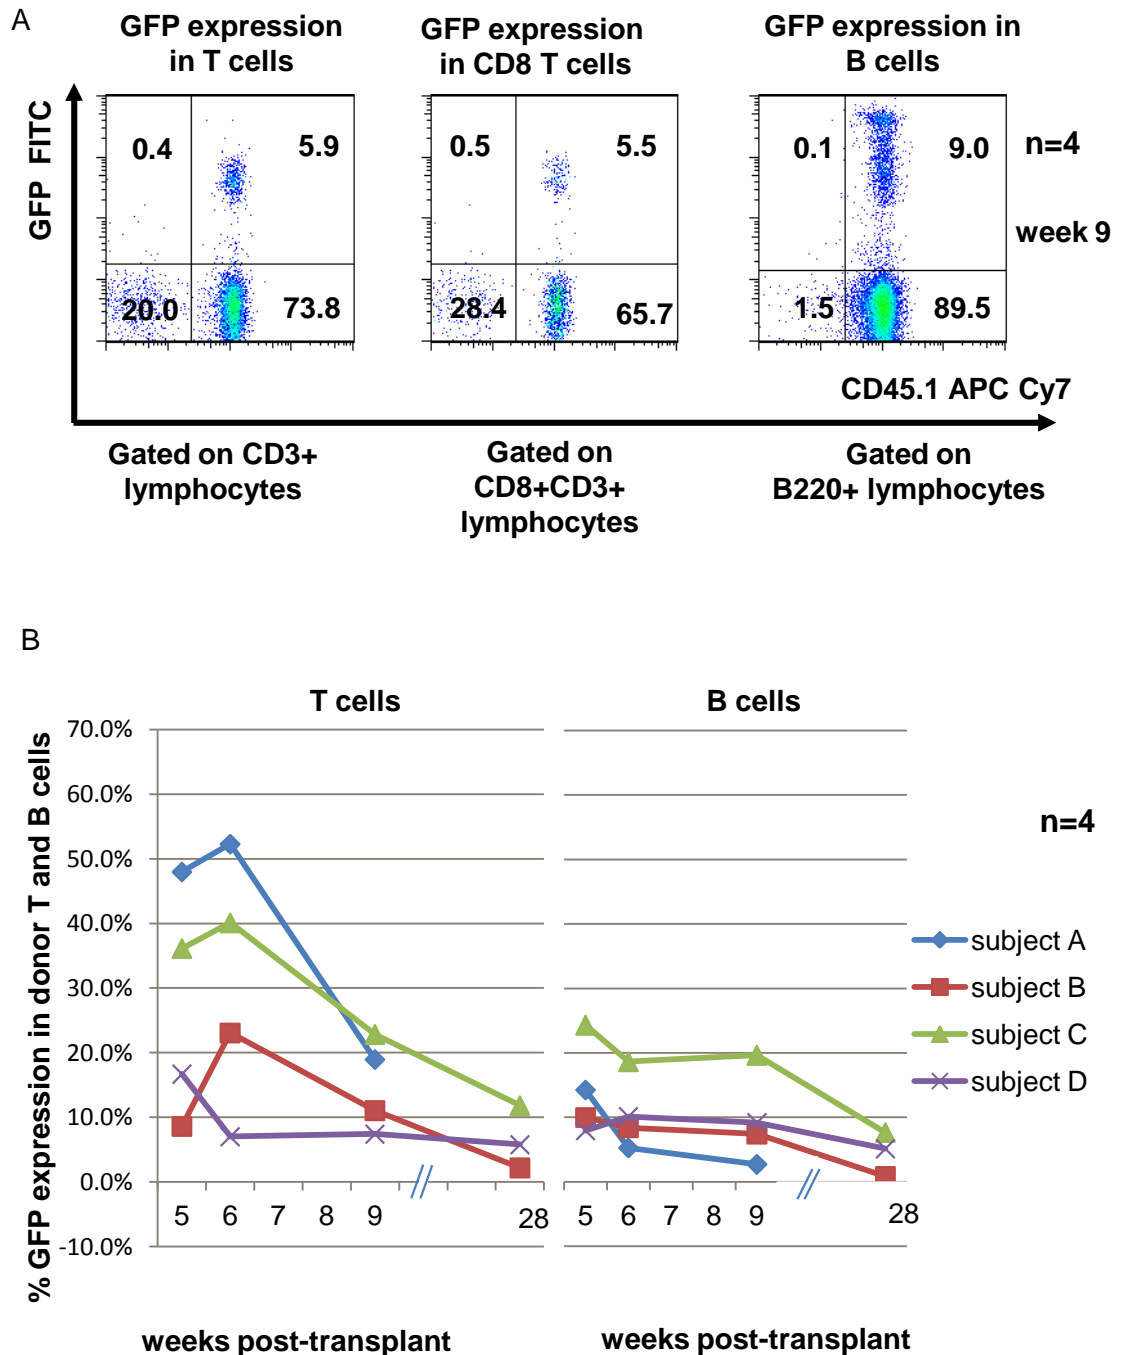 A
GFP expression
in T cells
GFP expression
in CD8 T cells
GFP expression in
B cells
GFP FITC
0.4
5.9
20.0
73.8
0.5
5.5
28.4
65.7
0.1
9.0
1.5
89.5
n=4
week 9
CD45.1 APC Cy7
Gated on CD3+
lymphocytes
Gated on
CD8+CD3+
lymphocytes
Gated on
B220+ lymphocytes
B
T cells
B cells
% GFP expression in donor T and B cells
70.0%
60.0%
50.0%
40.0%
30.0%
20.0%
10.0%
0.0%
-10.0%
5 6 7 8 9 28
5 6 7 8 9 28
n=4
subject A
subject B
subject C
subject D
weeks post-transplant
weeks post-transplant